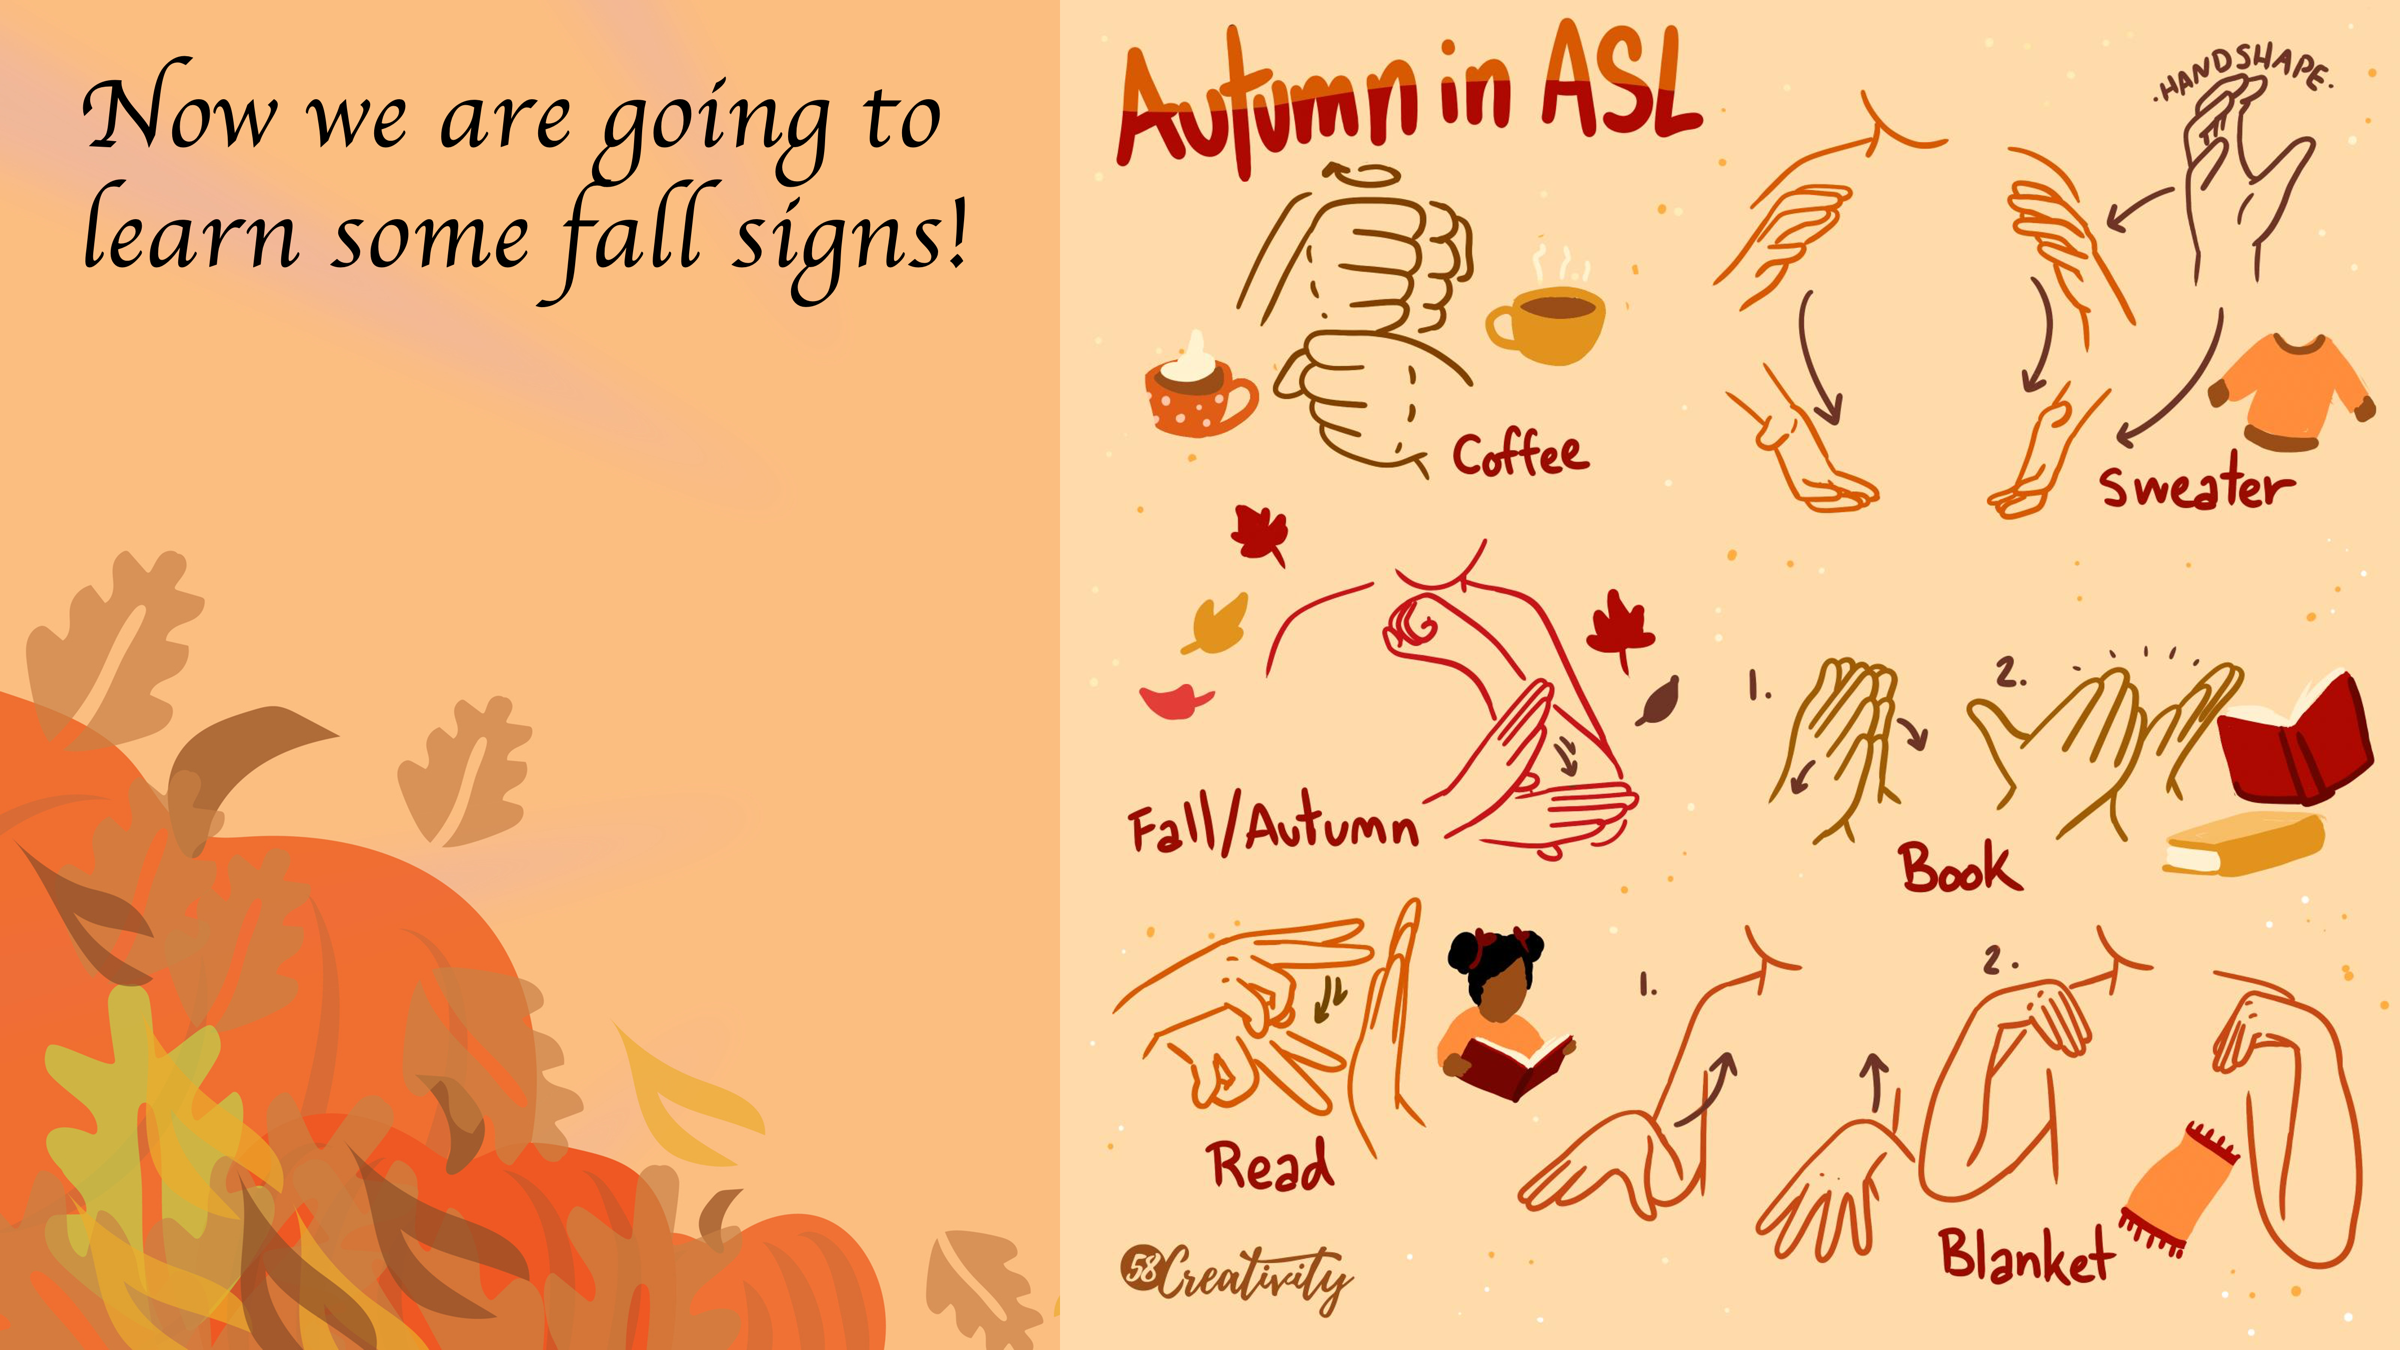 Now we are going to
learn some fall signs!
Autumn in ASL
•HANDSHAPE•
Coffee
Sweater
Fall/Autumn
1.
2.
Book
Read
1.
2.
Blanket
58Creativity